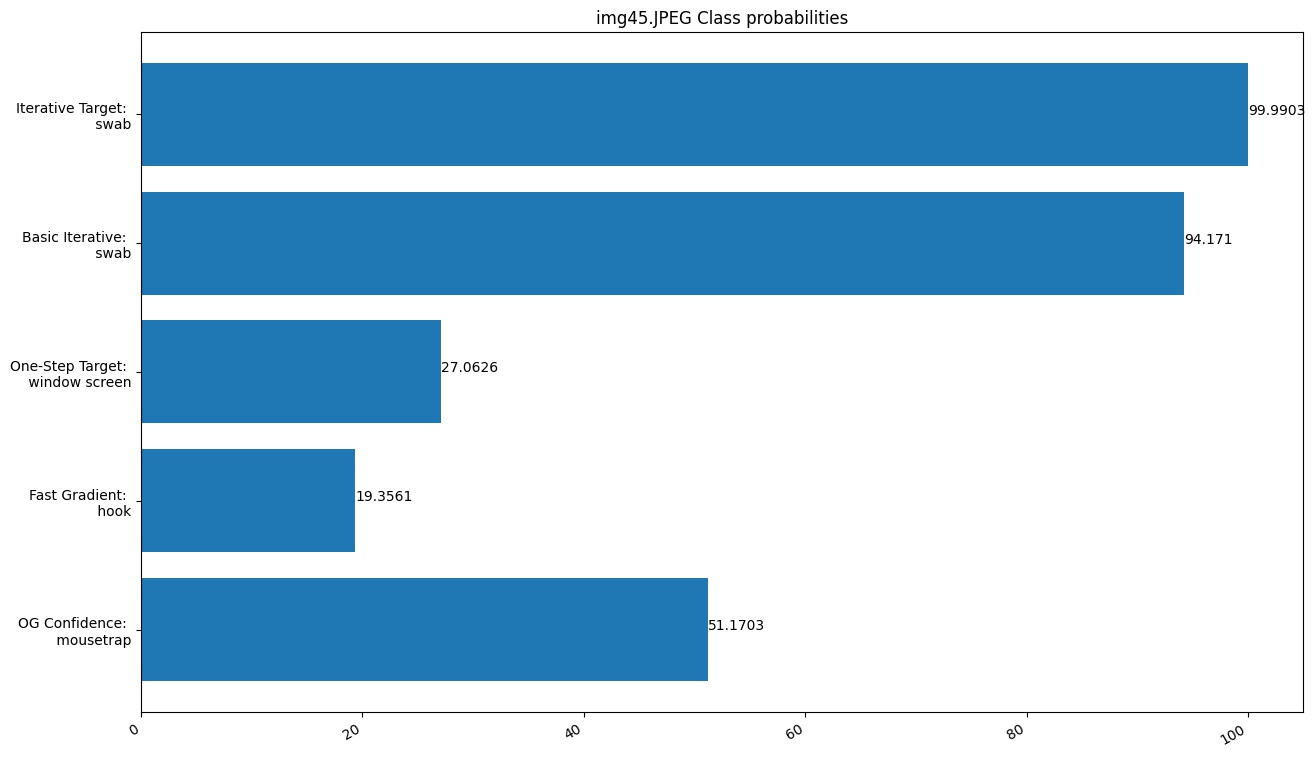 img45.JPEG Class probabilities
Iterative Target:
swab
99.9903
Basic Iterative:
swab
94.171
One-Step Target:
window screen
27.0626
Fast Gradient:
hook
19.3561
OG Confidence:
mousetrap
51.1703
0
20
40
60
80
100